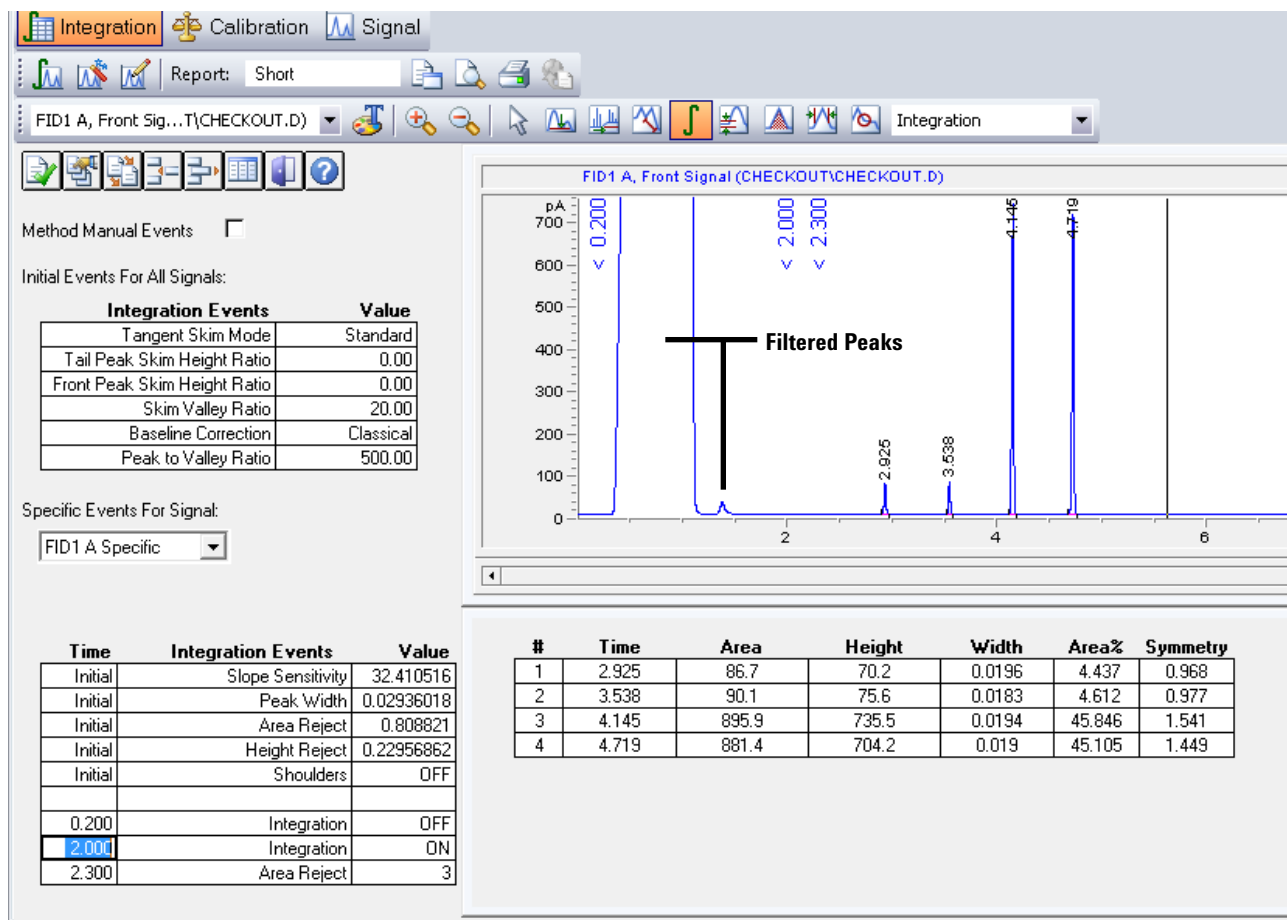 Integration Calibration Signal
Report: Short
FID1 A, Front Sig...T\CHECKOUT.D) Integration
Method Manual Events
Initial Events For All Signals:
Integration Events Value
Tangent Skim Mode Standard
Tail Peak Skim Height Ratio 0.00
Front Peak Skim Height Ratio 0.00
Skim Valley Ratio 20.00
Baseline Correction Classical
Peak to Valley Ratio 500.00
Specific Events For Signal:
FID1 A Specific
Time Integration Events Value
Initial Slope Sensitivity 32.410516
Initial Peak Width 0.02936018
Initial Area Reject 0.808821
Initial Height Reject 0.22956862
Initial Shoulders OFF
0.200 Integration OFF
2.000 Integration ON
2.300 Area Reject 3
FID1 A, Front Signal (CHECKOUT\CHECKOUT.D)
pA
700
600
500
400
300
200
100
0
< 0.200
< 2.000
< 2.300
Filtered Peaks
2.925
3.538
4.145
4.719
2 4 6
# Time Area Height Width Area% Symmetry
1 2.925 86.7 70.2 0.0196 4.437 0.968
2 3.538 90.1 75.6 0.0183 4.612 0.977
3 4.145 895.9 735.5 0.0194 45.846 1.541
4 4.719 881.4 704.2 0.019 45.105 1.449